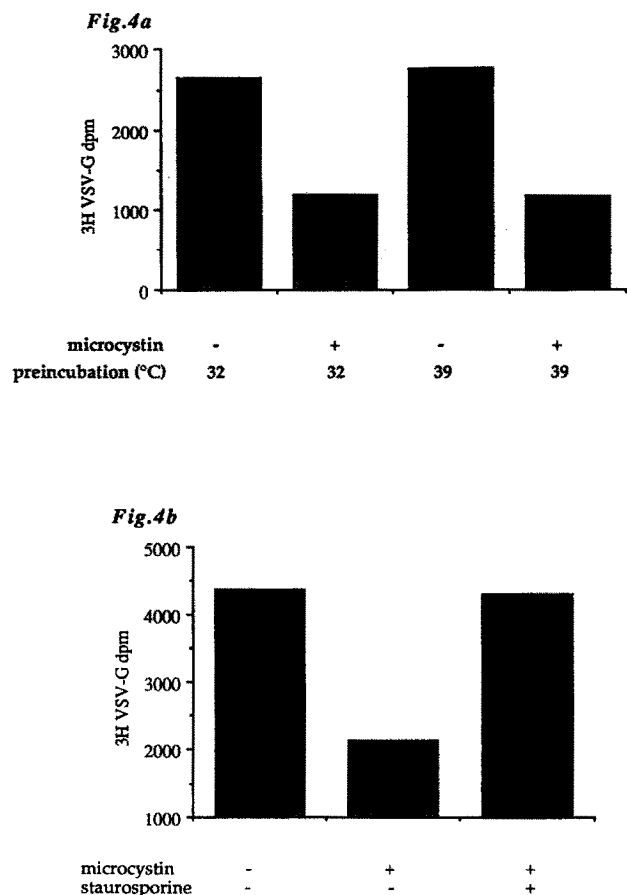 Fig.4a
3000
2000
1000
0
3H VSV-G dpm
microcystin - + - +
preincubation (°C) 32 32 39 39
Fig.4b
5000
4000
3000
2000
1000
3H VSV-G dpm
microcystin - + +
staurosporine - - +